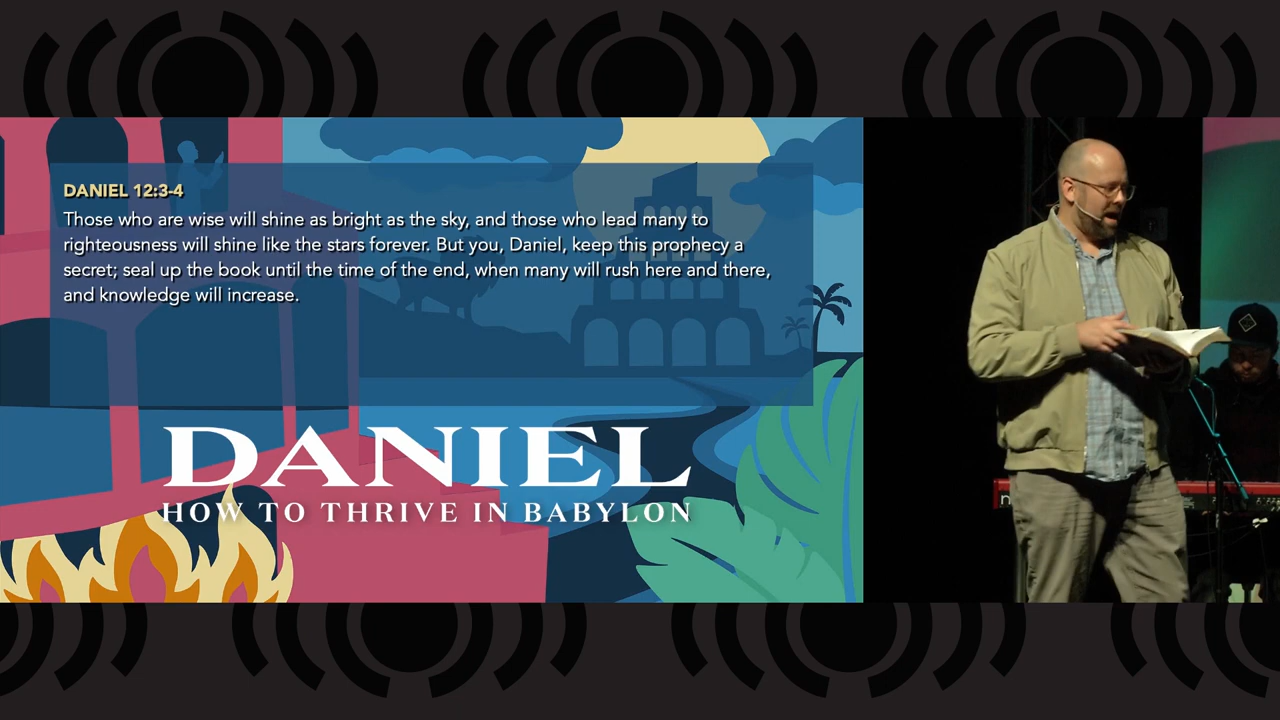 DANIEL 12:3-4
Those who are wise will shine as bright as the sky, and those who lead many to
righteousness will shine like the stars forever. But you, Daniel, keep this prophecy a
secret; seal up the book until the time of the end, when many will rush here and there,
and knowledge will increase.
DANIEL
HOW TO THRIVE IN BABYLON